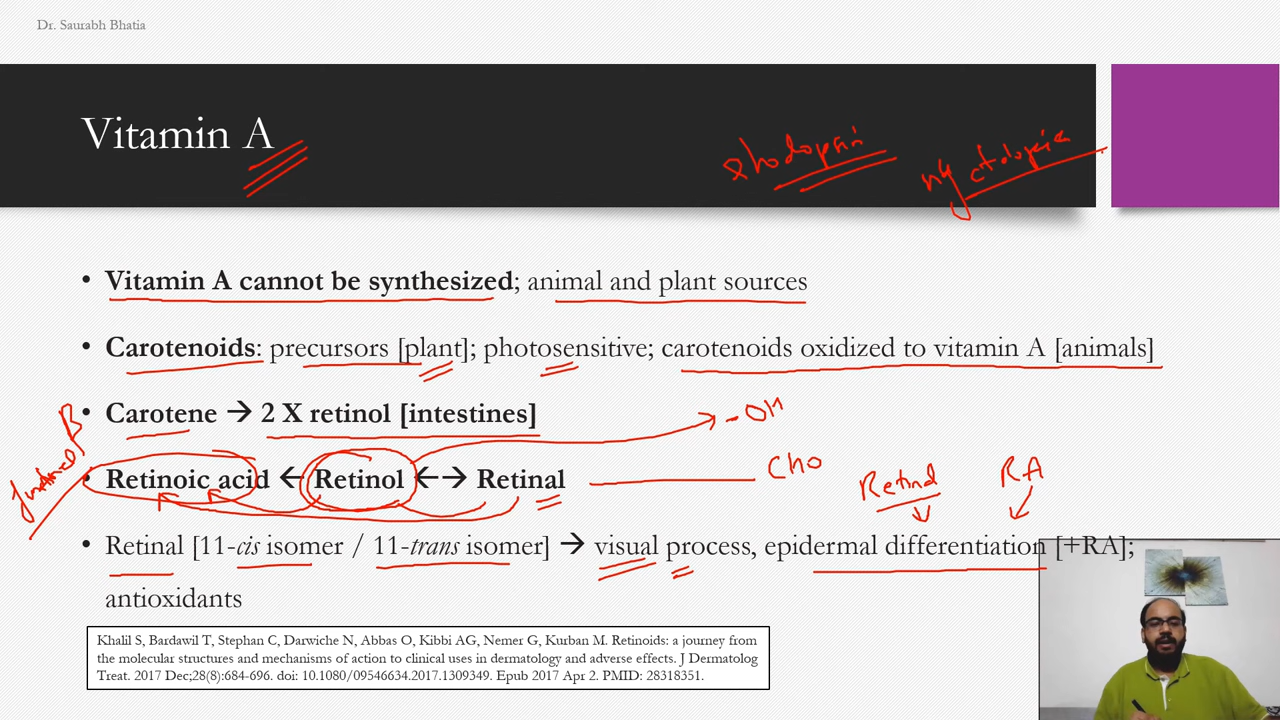 Dr. Saurabh Bhatia
Vitamin A
rhodopsin
nyctalopia
• Vitamin A cannot be synthesized; animal and plant sources
• Carotenoids: precursors [plant]; photosensitive; carotenoids oxidized to vitamin A [animals]
β
• Carotene → 2 X retinol [intestines]
-OH
• Retinoic acid ← Retinol ←→ Retinal
CHO
Retinal
RA
• Retinal [11-cis isomer / 11-trans isomer] → visual process, epidermal differentiation [+RA];
antioxidants
Khalil S, Bardawil T, Stephan C, Darwiche N, Abbas O, Kibbi AG, Nemer G, Kurban M. Retinoids: a journey from
the molecular structures and mechanisms of action to clinical uses in dermatology and adverse effects. J Dermatolog
Treat. 2017 Dec;28(8):684-696. doi: 10.1080/09546634.2017.1309349. Epub 2017 Apr 2. PMID: 28318351.